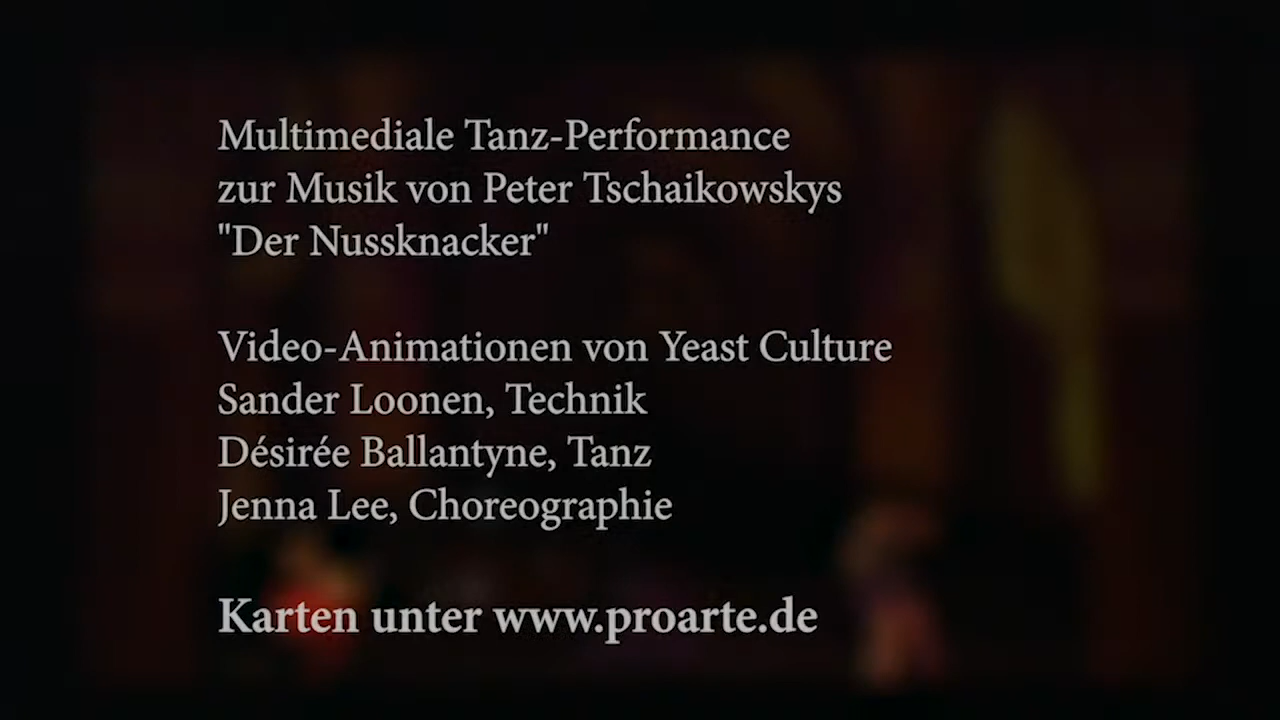 Multimediale Tanz-Performance
zur Musik von Peter Tschaikowskys
"Der Nussknacker"
Video-Animationen von Yeast Culture
Sander Loonen, Technik
Désirée Ballantyne, Tanz
Jenna Lee, Choreographie
Karten unter www.proarte.de